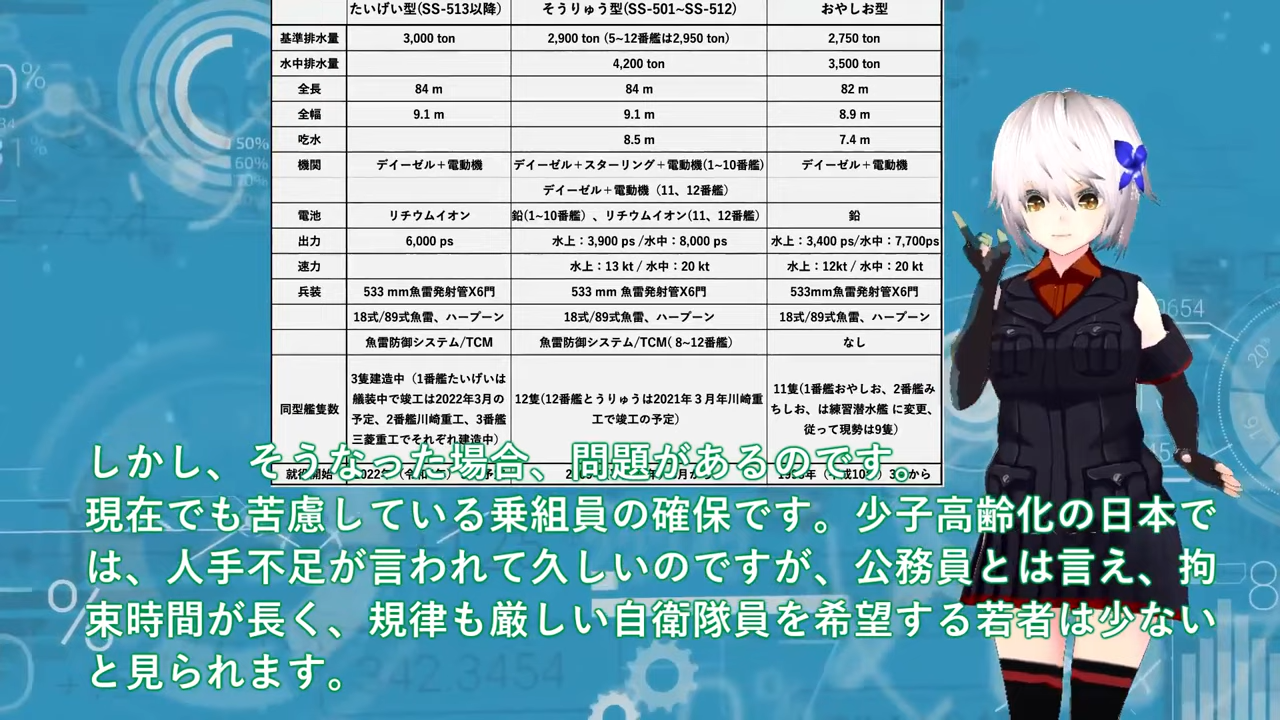 たいげい型(SS-513以降) そうりゅう型(SS-501~SS-512) おやしお型
基準排水量 3,000 ton 2,900 ton (5~12番艦は2,950 ton) 2,750 ton
水中排水量 4,200 ton 3,500 ton
全長 84 m 84 m 82 m
全幅 9.1 m 9.1 m 8.9 m
吃水 8.5 m 7.4 m
機関 デイーゼル＋電動機 デイーゼル＋スターリング＋電動機(1~10番艦) デイーゼル＋電動機
デイーゼル＋電動機（11、12番艦）
電池 リチウムイオン 鉛(1~10番艦）、リチウムイオン(11、12番艦） 鉛
出力 6,000 ps 水上：3,900 ps /水中：8,000 ps 水上：3,400 ps/水中：7,700ps
速力 水上：13 kt / 水中：20 kt 水上：12kt / 水中：20 kt
兵装 533 mm魚雷発射管X6門 533 mm 魚雷発射管X6門 533mm魚雷発射管X6門
18式/89式魚雷、ハープーン 18式/89式魚雷、ハープーン 18式/89式魚雷、ハープーン
魚雷防御システム/TCM 魚雷防御システム/TCM( 8~12番艦） なし
同型艦隻数
3隻建造中（1番艦たいげいは
艤装中で竣工は2022年3月の
予定、2番艦川崎重工、3番艦
三菱重工でそれぞれ建造中）
12隻(12番艦とうりゅうは2021年３月年川崎重
工で竣工の予定）
11隻(1番艦おやしお、2番艦み
ちしお、は練習潜水艦 に変更、
従って現勢は9隻）
しかし、そうなった場合、問題があるのです。
現在でも苦慮している乗組員の確保です。少子高齢化の日本で
は、人手不足が言われて久しいのですが、公務員とは言え、拘
束時間が長く、規律も厳しい自衛隊員を希望する若者は少ない
と見られます。
50%
60%
70%
0654
342.3454